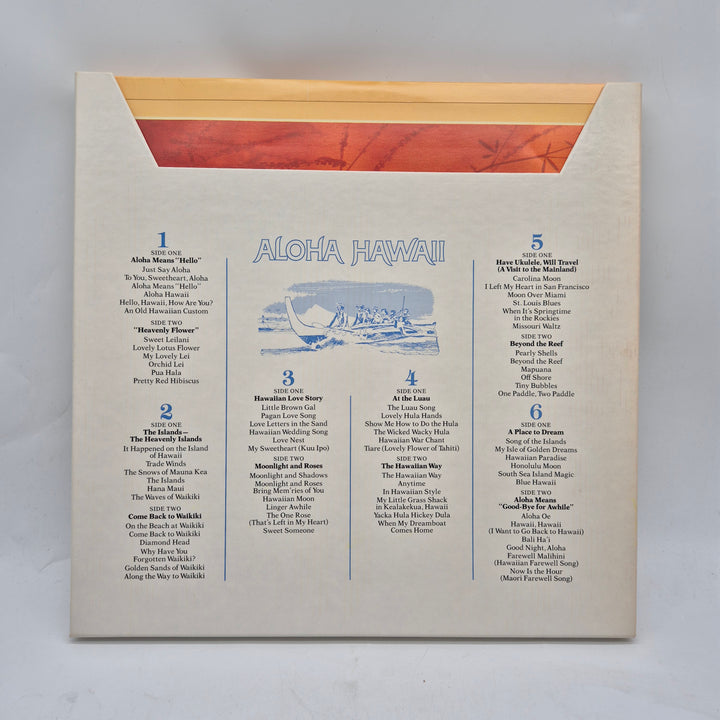 1
SIDE ONE
Aloha Means "Hello"
Just Say Aloha
To You, Sweetheart, Aloha
Aloha Means "Hello"
Aloha Hawaii
Hello, Hawaii, How Are You?
An Old Hawaiian Custom
SIDE TWO
"Heavenly Flower"
Sweet Leilani
Lovely Lotus Flower
My Lovely Lei
Orchid Lei
Pua Hala
Pretty Red Hibiscus
2
SIDE ONE
The Islands—
The Heavenly Islands
It Happened on the Island
of Hawaii
Trade Winds
The Snows of Mauna Kea
The Islands
Hana Maui
The Waves of Waikiki
SIDE TWO
Come Back to Waikiki
On the Beach at Waikiki
Come Back to Waikiki
Diamond Head
Why Have You
Forgotten Waikiki?
Golden Sands of Waikiki
Along the Way to Waikiki
ALOHA HAWAII
3
SIDE ONE
Hawaiian Love Story
Little Brown Gal
Pagan Love Song
Love Letters in the Sand
Hawaiian Wedding Song
Love Nest
My Sweetheart (Kuu Ipo)
SIDE TWO
Moonlight and Roses
Moonlight and Shadows
Moonlight and Roses
Bring Mem'ries of You
Hawaiian Moon
Linger Awhile
The One Rose
(That's Left in My Heart)
Sweet Someone
4
SIDE ONE
At the Luau
The Luau Song
Lovely Hula Hands
Show Me How to Do the Hula
The Wicked Wacky Hula
Hawaiian War Chant
Tiare (Lovely Flower of Tahiti)
SIDE TWO
The Hawaiian Way
The Hawaiian Way
Anytime
In Hawaiian Style
My Little Grass Shack
in Kealakekua, Hawaii
Yacka Hula Hickey Dula
When My Dreamboat
Comes Home
5
SIDE ONE
Have Ukulele, Will Travel
(A Visit to the Mainland)
Carolina Moon
I Left My Heart in San Francisco
Moon Over Miami
St. Louis Blues
When It's Springtime
in the Rockies
Missouri Waltz
SIDE TWO
Beyond the Reef
Pearly Shells
Beyond the Reef
Mapuana
Off Shore
Tiny Bubbles
One Paddle, Two Paddle
6
SIDE ONE
A Place to Dream
Song of the Islands
My Isle of Golden Dreams
Hawaiian Paradise
Honolulu Moon
South Sea Island Magic
Blue Hawaii
SIDE TWO
Aloha Means
"Good-Bye for Awhile"
Aloha Oe
Hawaii, Hawaii
(I Want to Go Back to Hawaii)
Bali Ha'i
Good Night, Aloha
Farewell Malihini
(Hawaiian Farewell Song)
Now Is the Hour
(Maori Farewell Song)